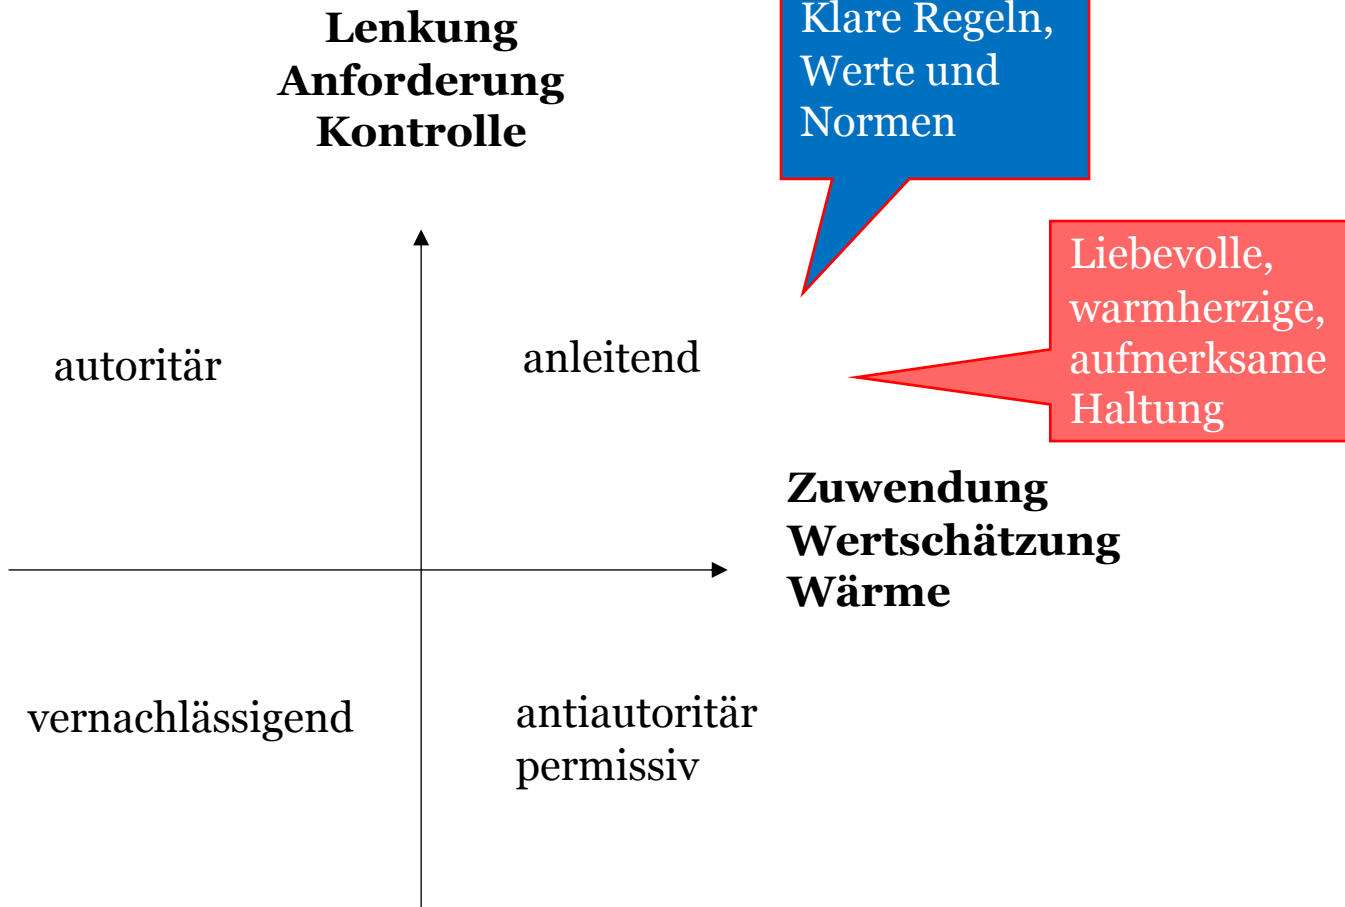 Lenkung
Anforderung
Kontrolle
Klare Regeln,
Werte und
Normen
Liebevolle,
warmherzige,
aufmerksame
Haltung
autoritär
anleitend
Zuwendung
Wertschätzung
Wärme
vernachlässigend
antiautoritär
permissiv